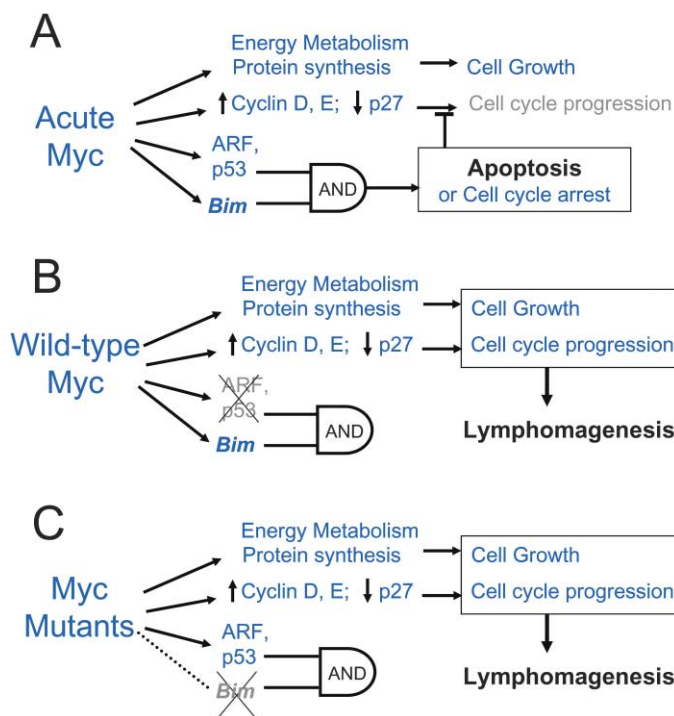 A
Energy Metabolism
Protein synthesis
Cell Growth
Acute
Myc
Cyclin D, E; p27
Cell cycle progression
ARF,
p53
Bim
AND
Apoptosis
or Cell cycle arrest
B
Energy Metabolism
Protein synthesis
Cell Growth
Wild-type
Myc
Cyclin D, E; p27
Cell cycle progression
ARF,
p53
Bim
AND
Lymphomagenesis
C
Energy Metabolism
Protein synthesis
Cell Growth
Myc
Mutants
Cyclin D, E; p27
Cell cycle progression
ARF,
p53
Bim
AND
Lymphomagenesis